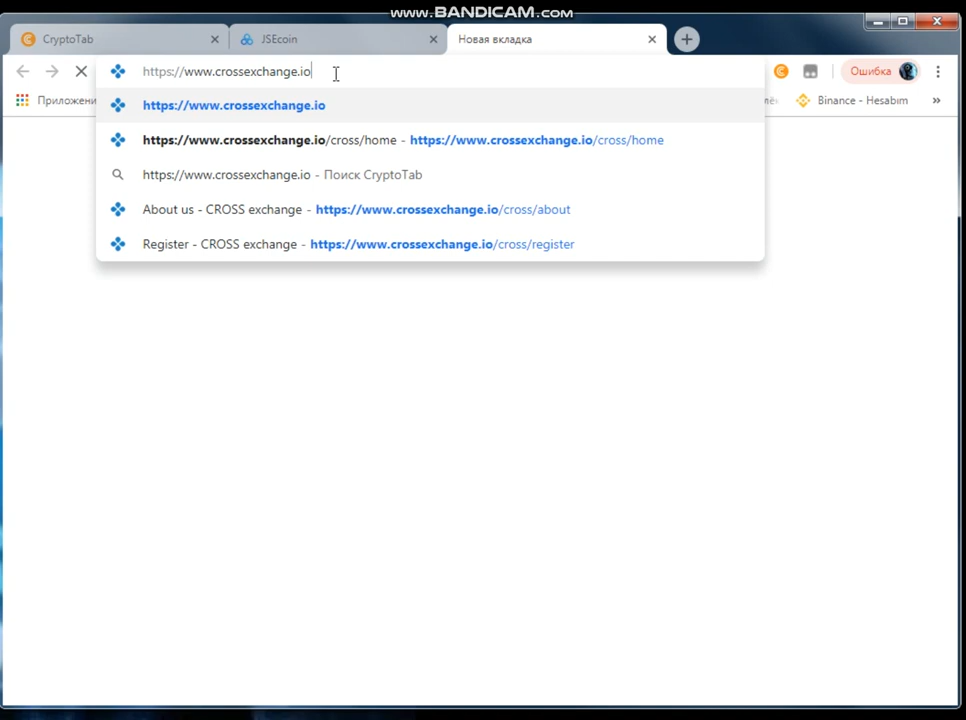 www.BANDICAM.com
CryptoTab
JSEcoin
Новая вкладка
https://www.crossexchange.io
Ошибка
Приложени
Binance - Hesabım
»
https://www.crossexchange.io
https://www.crossexchange.io/cross/home - https://www.crossexchange.io/cross/home
https://www.crossexchange.io - Поиск CryptoTab
About us - CROSS exchange - https://www.crossexchange.io/cross/about
Register - CROSS exchange - https://www.crossexchange.io/cross/register